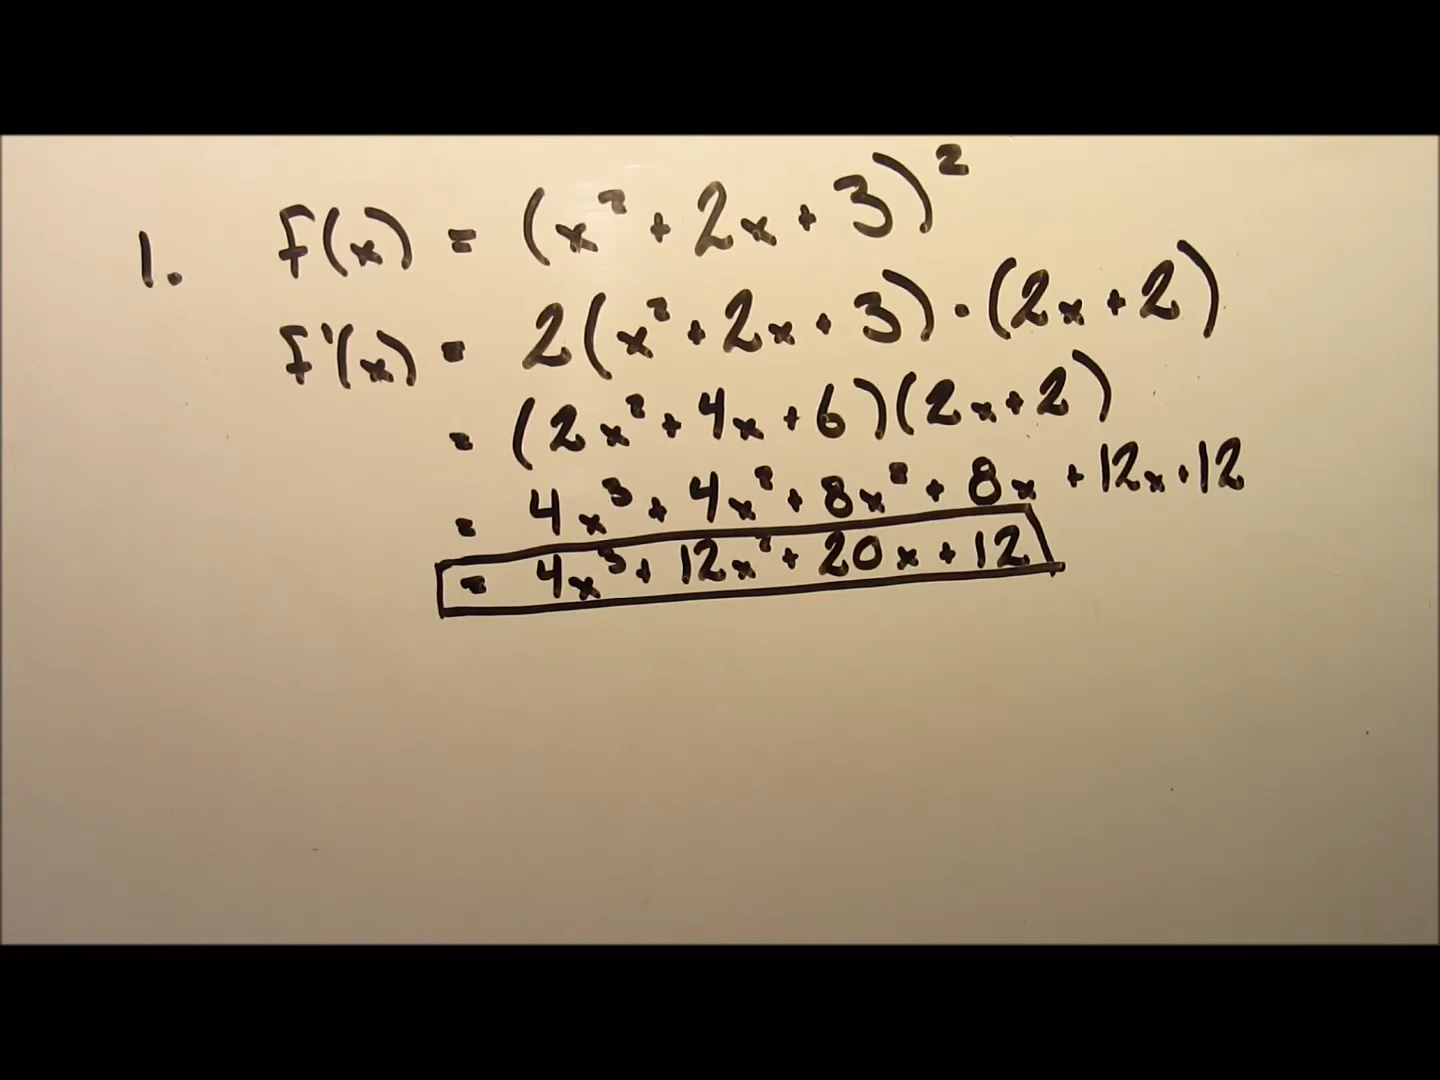 1. f(x) = (x² + 2x + 3)²
f'(x) = 2(x² + 2x + 3) · (2x + 2)
= (2x² + 4x + 6)(2x + 2)
= 4x³ + 4x² + 8x² + 8x + 12x + 12
= 4x³ + 12x² + 20x + 12